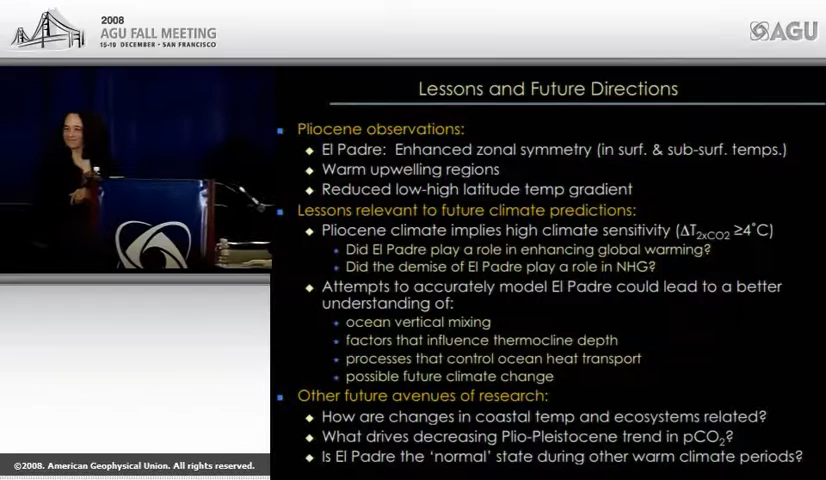 2008
AGU FALL MEETING
15-19 DECEMBER • SAN FRANCISCO
AGU
Lessons and Future Directions
Pliocene observations:
El Padre: Enhanced zonal symmetry (in surf. & sub-surf. temps.)
Warm upwelling regions
Reduced low-high latitude temp gradient
Lessons relevant to future climate predictions:
Pliocene climate implies high climate sensitivity (ΔT2xCO2 ≥4˚C)
Did El Padre play a role in enhancing global warming?
Did the demise of El Padre play a role in NHG?
Attempts to accurately model El Padre could lead to a better
understanding of:
ocean vertical mixing
factors that influence thermocline depth
processes that control ocean heat transport
possible future climate change
Other future avenues of research:
How are changes in coastal temp and ecosystems related?
What drives decreasing Plio-Pleistocene trend in pCO2?
Is El Padre the 'normal' state during other warm climate periods?
©2008. American Geophysical Union. All rights reserved.